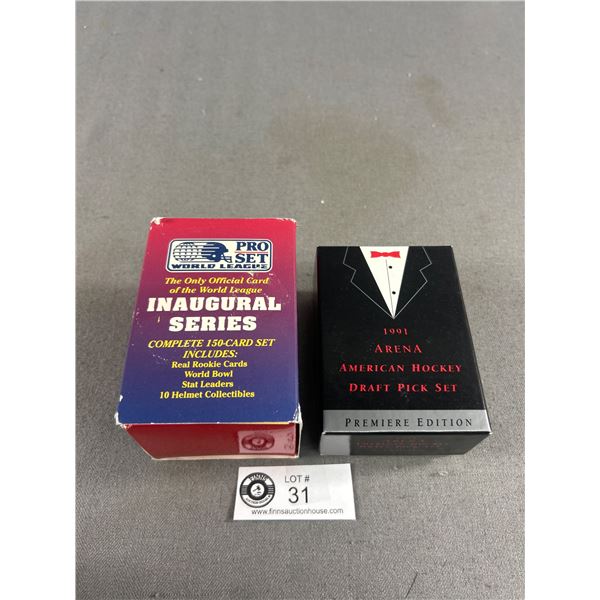 PRO
SET
WORLD LEAGUE
The Only Official Card
of the World League
INAUGURAL
SERIES
COMPLETE 150-CARD SET
INCLUDES:
Real Rookie Cards
World Bowl
Stat Leaders
10 Helmet Collectibles
1991
ARENA
AMERICAN HOCKEY
DRAFT PICK SET
PREMIERE EDITION
LOT #
31
www.finnsauctionhouse.com